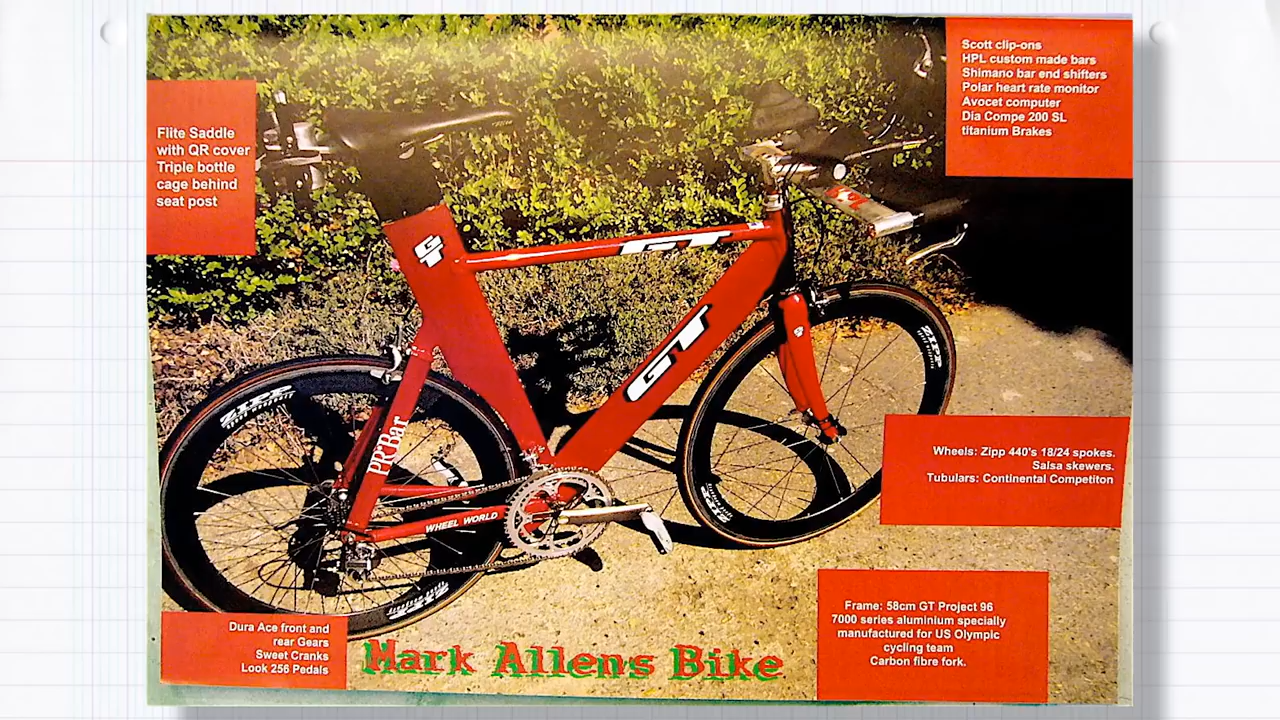 Scott clip-ons
HPL custom made bars
Shimano bar end shifters
Polar heart rate monitor
Avocet computer
Dia Compe 200 SL
titanium Brakes
Flite Saddle
with QR cover
Triple bottle
cage behind
seat post
GT
GT
GT
ZIPP
ZIPP
PR*Bar
WHEEL WORLD
ZIPP
ZIPP
Wheels: Zipp 440's 18/24 spokes.
Salsa skewers.
Tubulars: Continental Competiton
Frame: 58cm GT Project 96
7000 series aluminium specially
manufactured for US Olympic
cycling team
Carbon fibre fork.
Dura Ace front and
rear Gears
Sweet Cranks
Look 256 Pedals
Mark Allens Bike